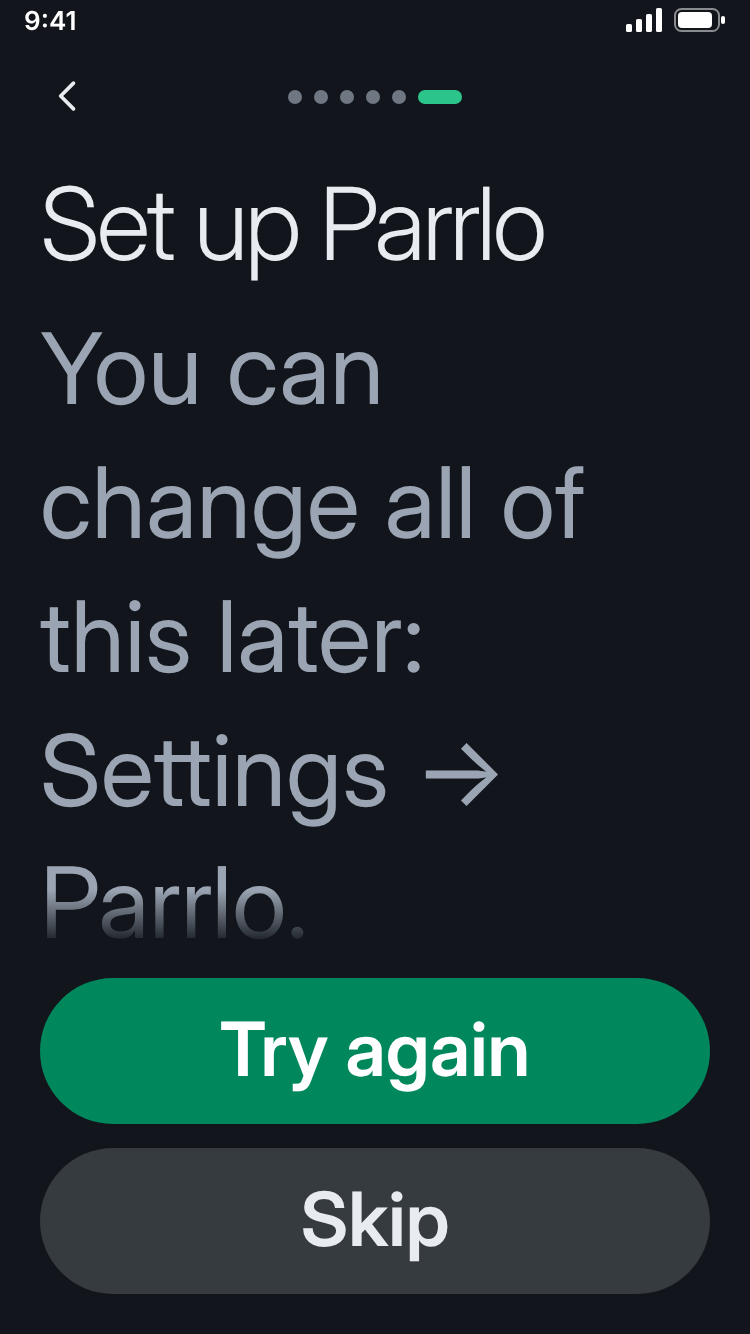 9:41
Set up Parrlo
You can
change all of
this later:
Settings →
Parrlo.
Try again
Skip